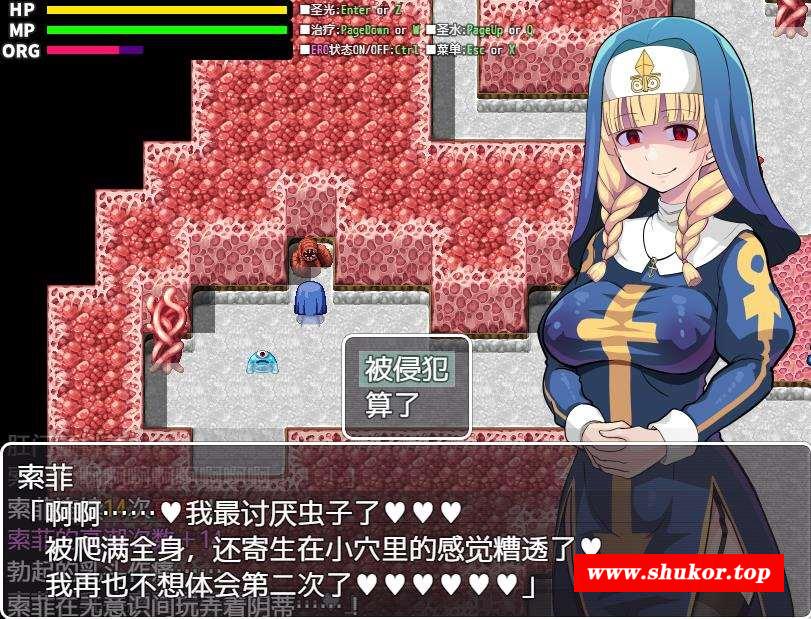 HP
MP
ORG
■圣光:Enter or Z
■治疗:PageDown or W ■圣水:PageUp or Q
■ERO状态ON/OFF:Ctrl ■菜单:Esc or X
被侵犯
算了
索菲
「啊啊……♥我最讨厌虫子了♥♥♥
被爬满全身，还寄生在小穴里的感觉糟透了♥
我再也不想体会第二次了♥♥♥♥♥♥」
索菲在无意识间玩弄着阴蒂……！
www.shukor.top